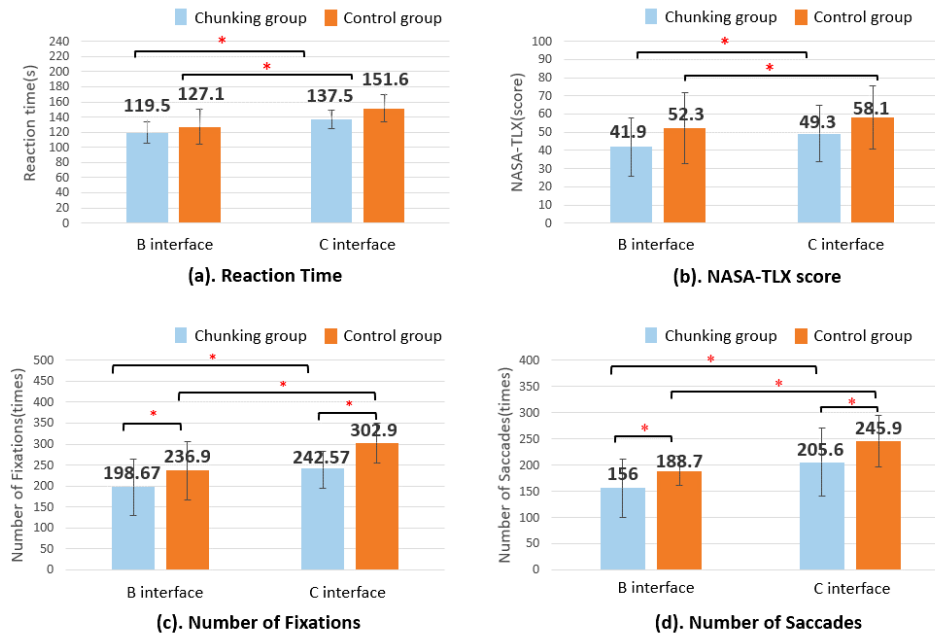 Chunking group Control group
Reaction time(s)
240
220
200
180
160
140
120
100
80
60
40
20
0
*
*
119.5 127.1 137.5 151.6
B interface C interface
(a). Reaction Time
Chunking group Control group
NASA-TLX(score)
100
90
80
70
60
50
40
30
20
10
0
*
*
41.9 52.3 49.3 58.1
B interface C interface
(b). NASA-TLX score
Chunking group Control group
Number of Fixations(times)
500
450
400
350
300
250
200
150
100
50
0
*
*
*
*
198.67 236.9 242.57 302.9
B interface C interface
(c). Number of Fixations
Chunking group Control group
Number of Saccades(times)
400
350
300
250
200
150
100
50
0
*
*
*
*
156 188.7 205.6 245.9
B interface C interface
(d). Number of Saccades